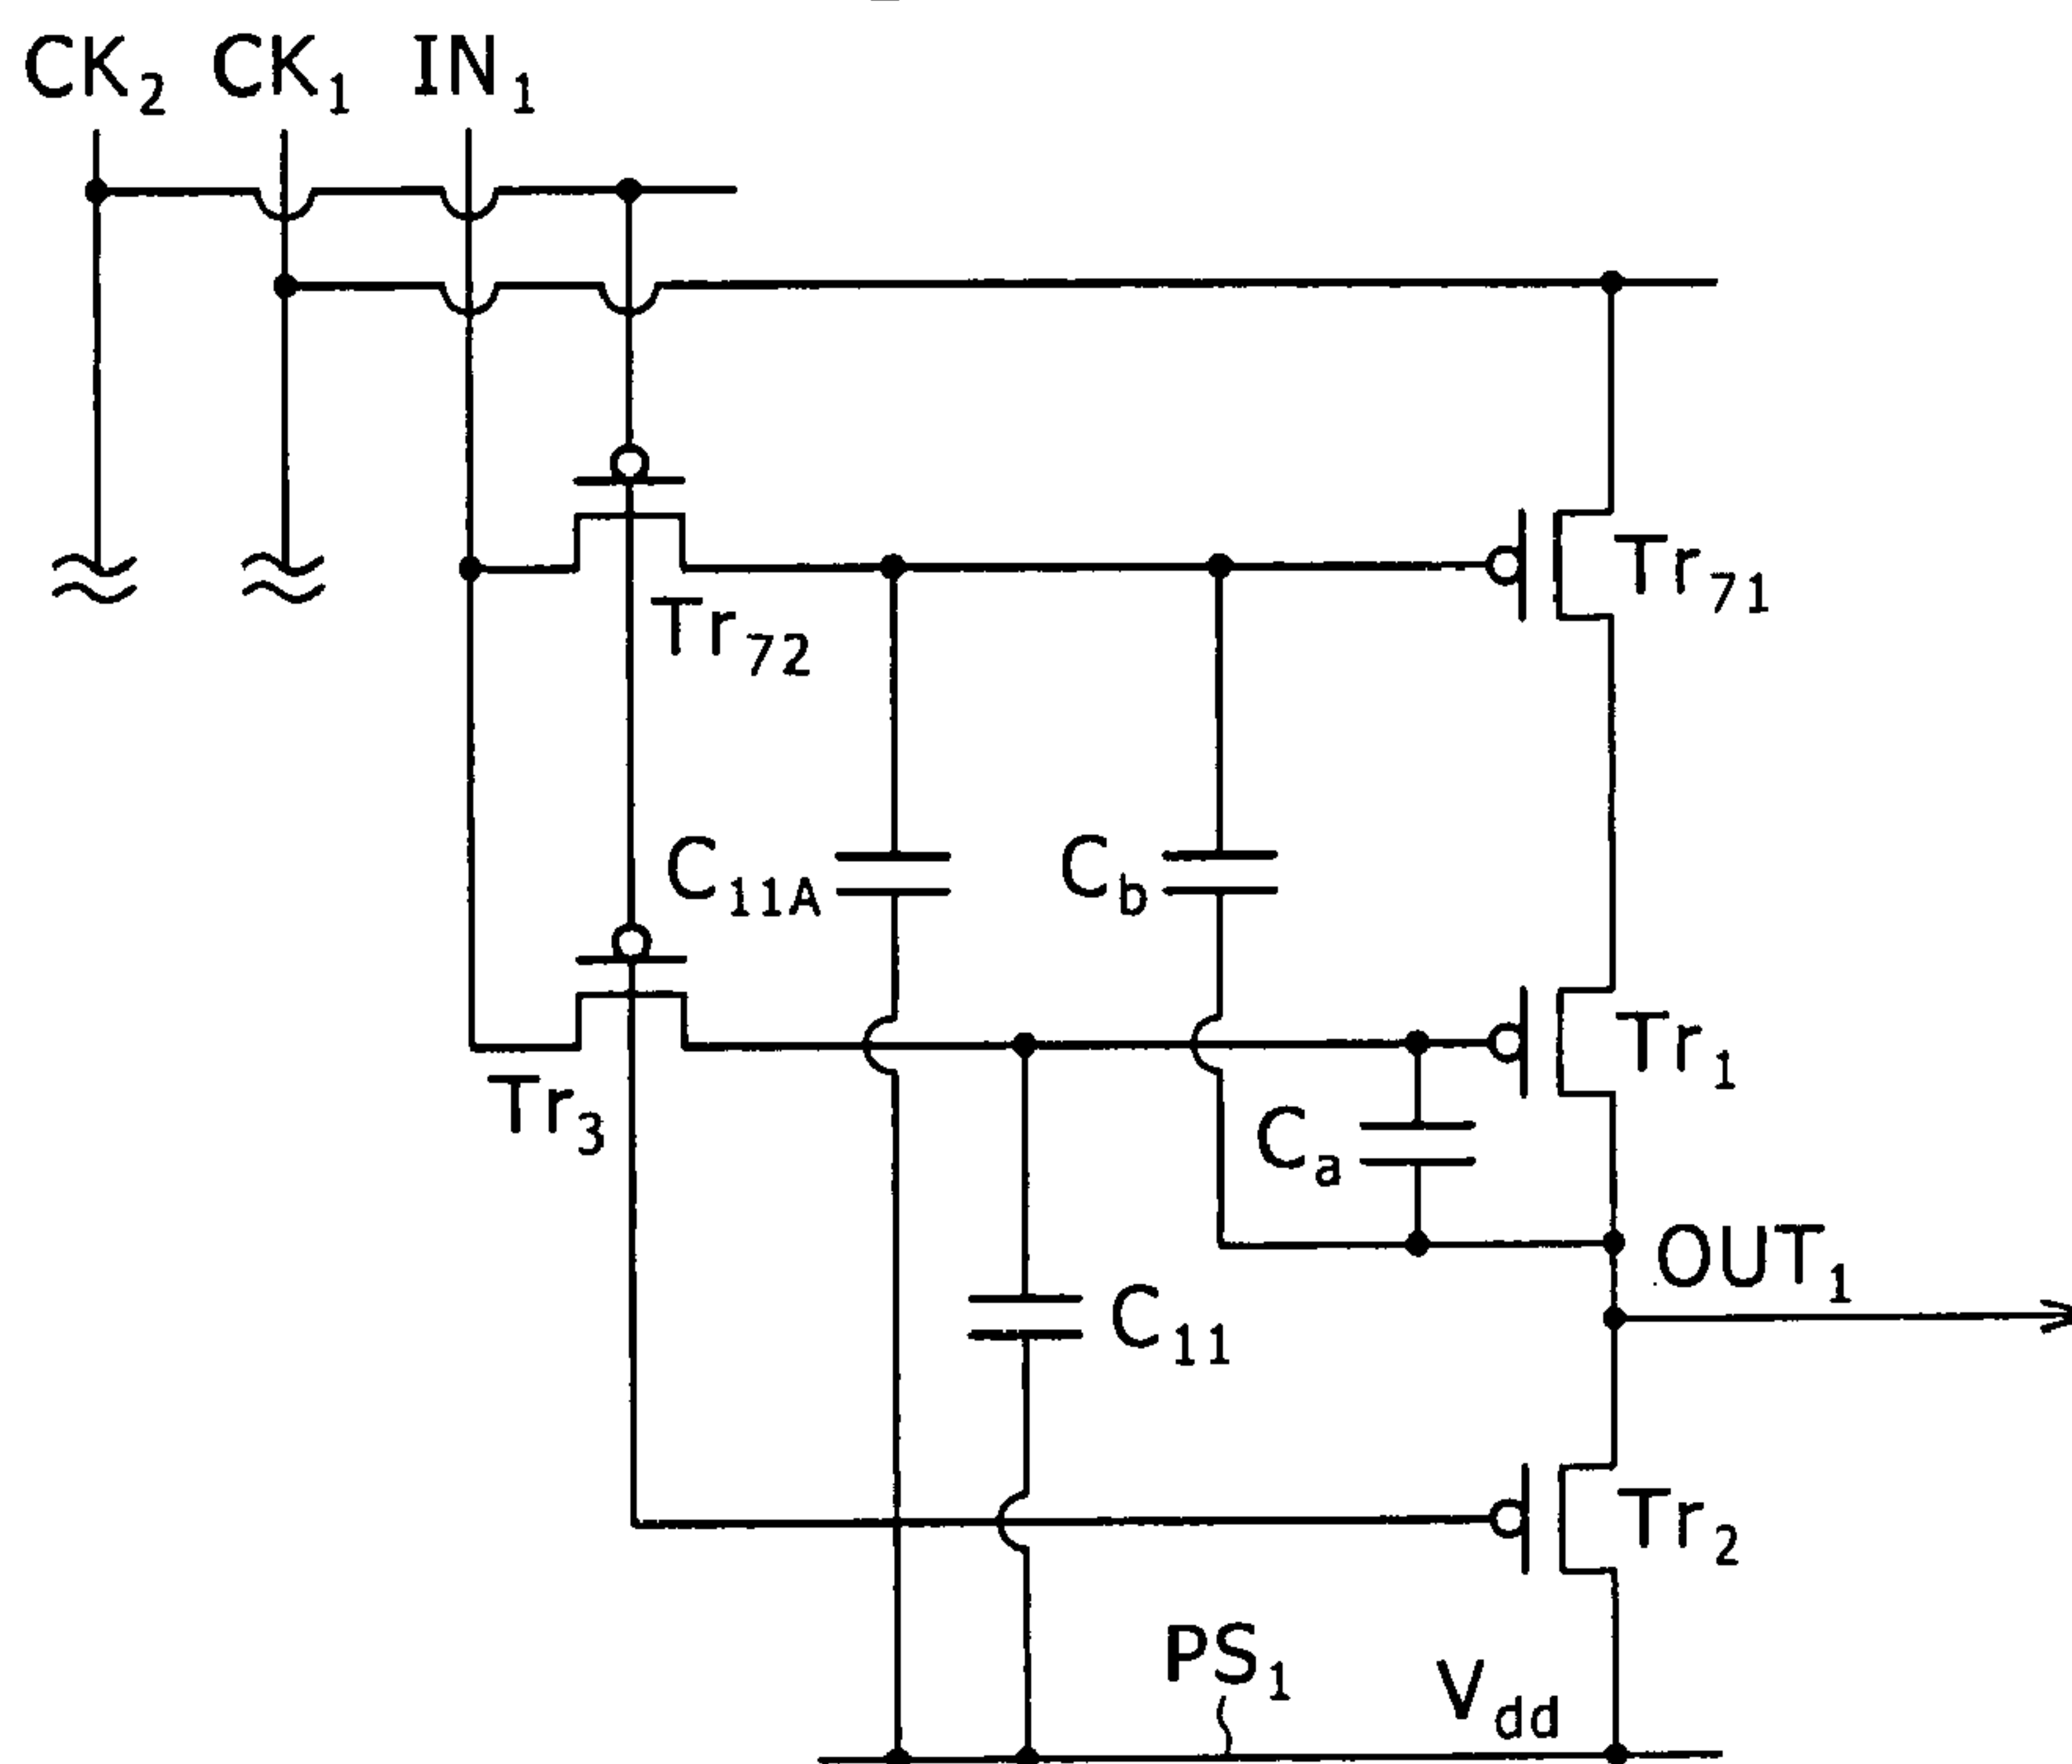 CK2 CK1 IN1
Tr71
Tr72
C11A
Cb
Tr1
Tr3
Ca
OUT1
C11
Tr2
PS1
Vdd